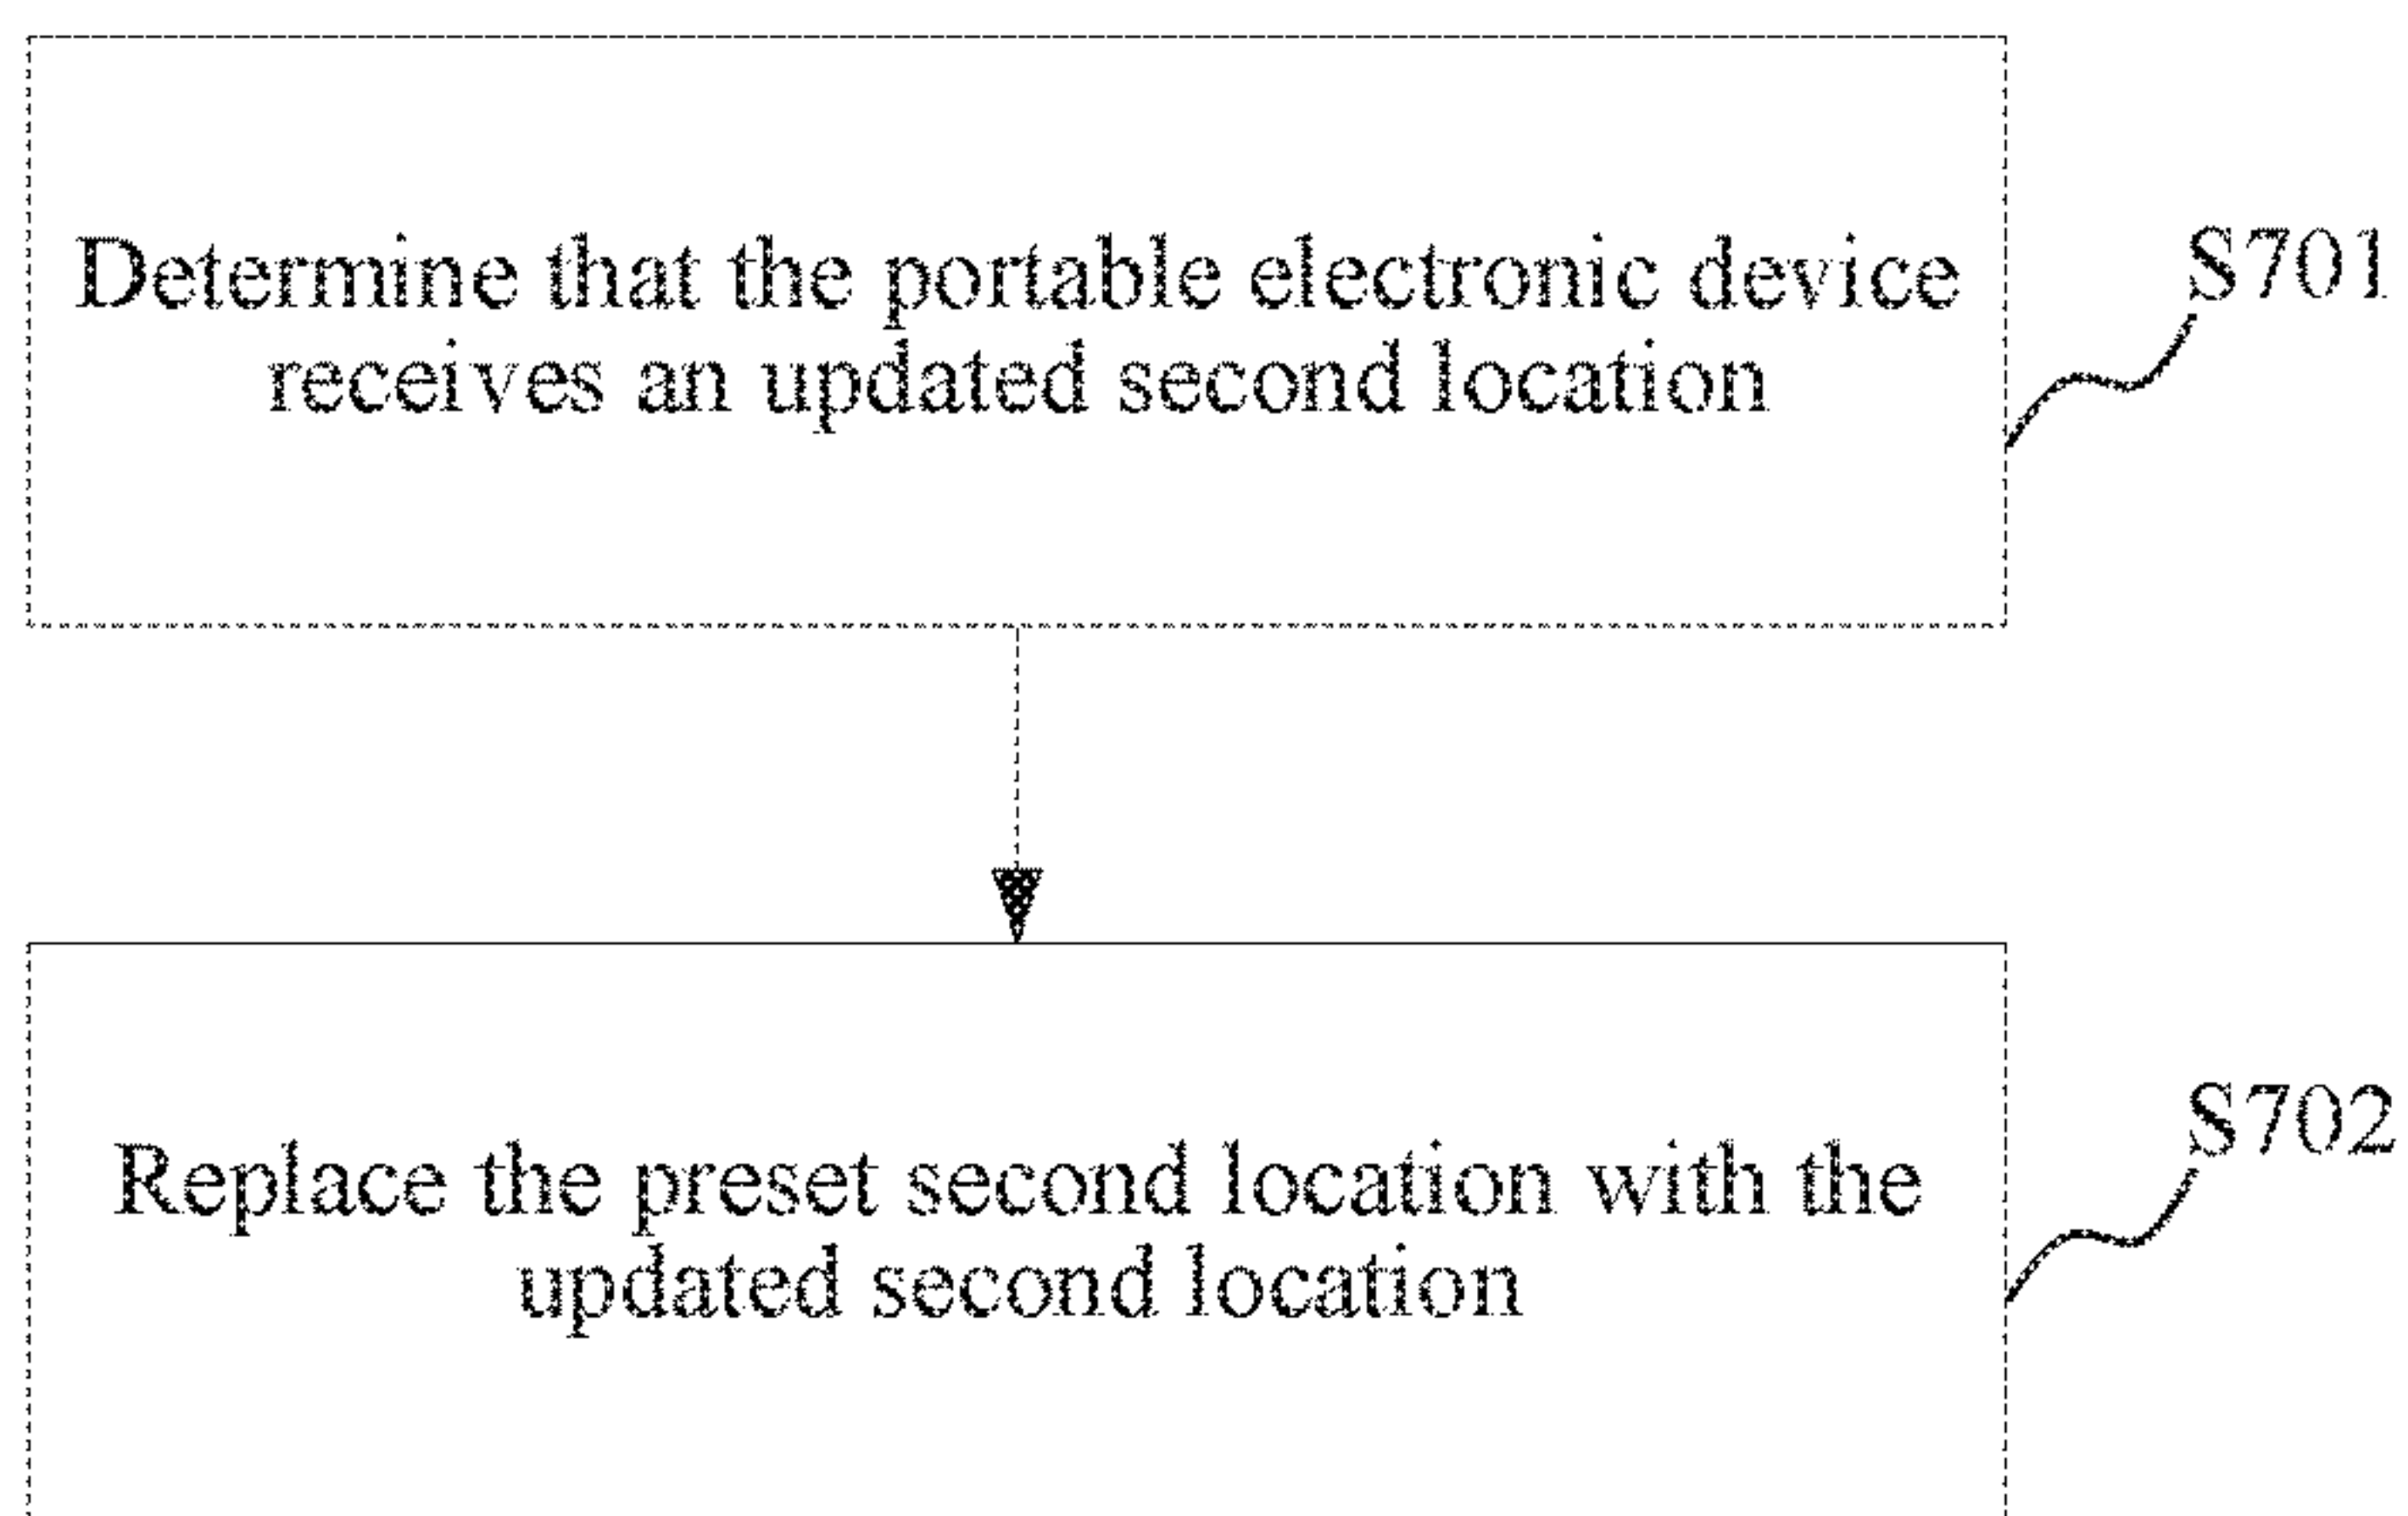 Determine that the portable electronic device
receives an updated second location
S701
Replace the preset second location with the
updated second location
S702